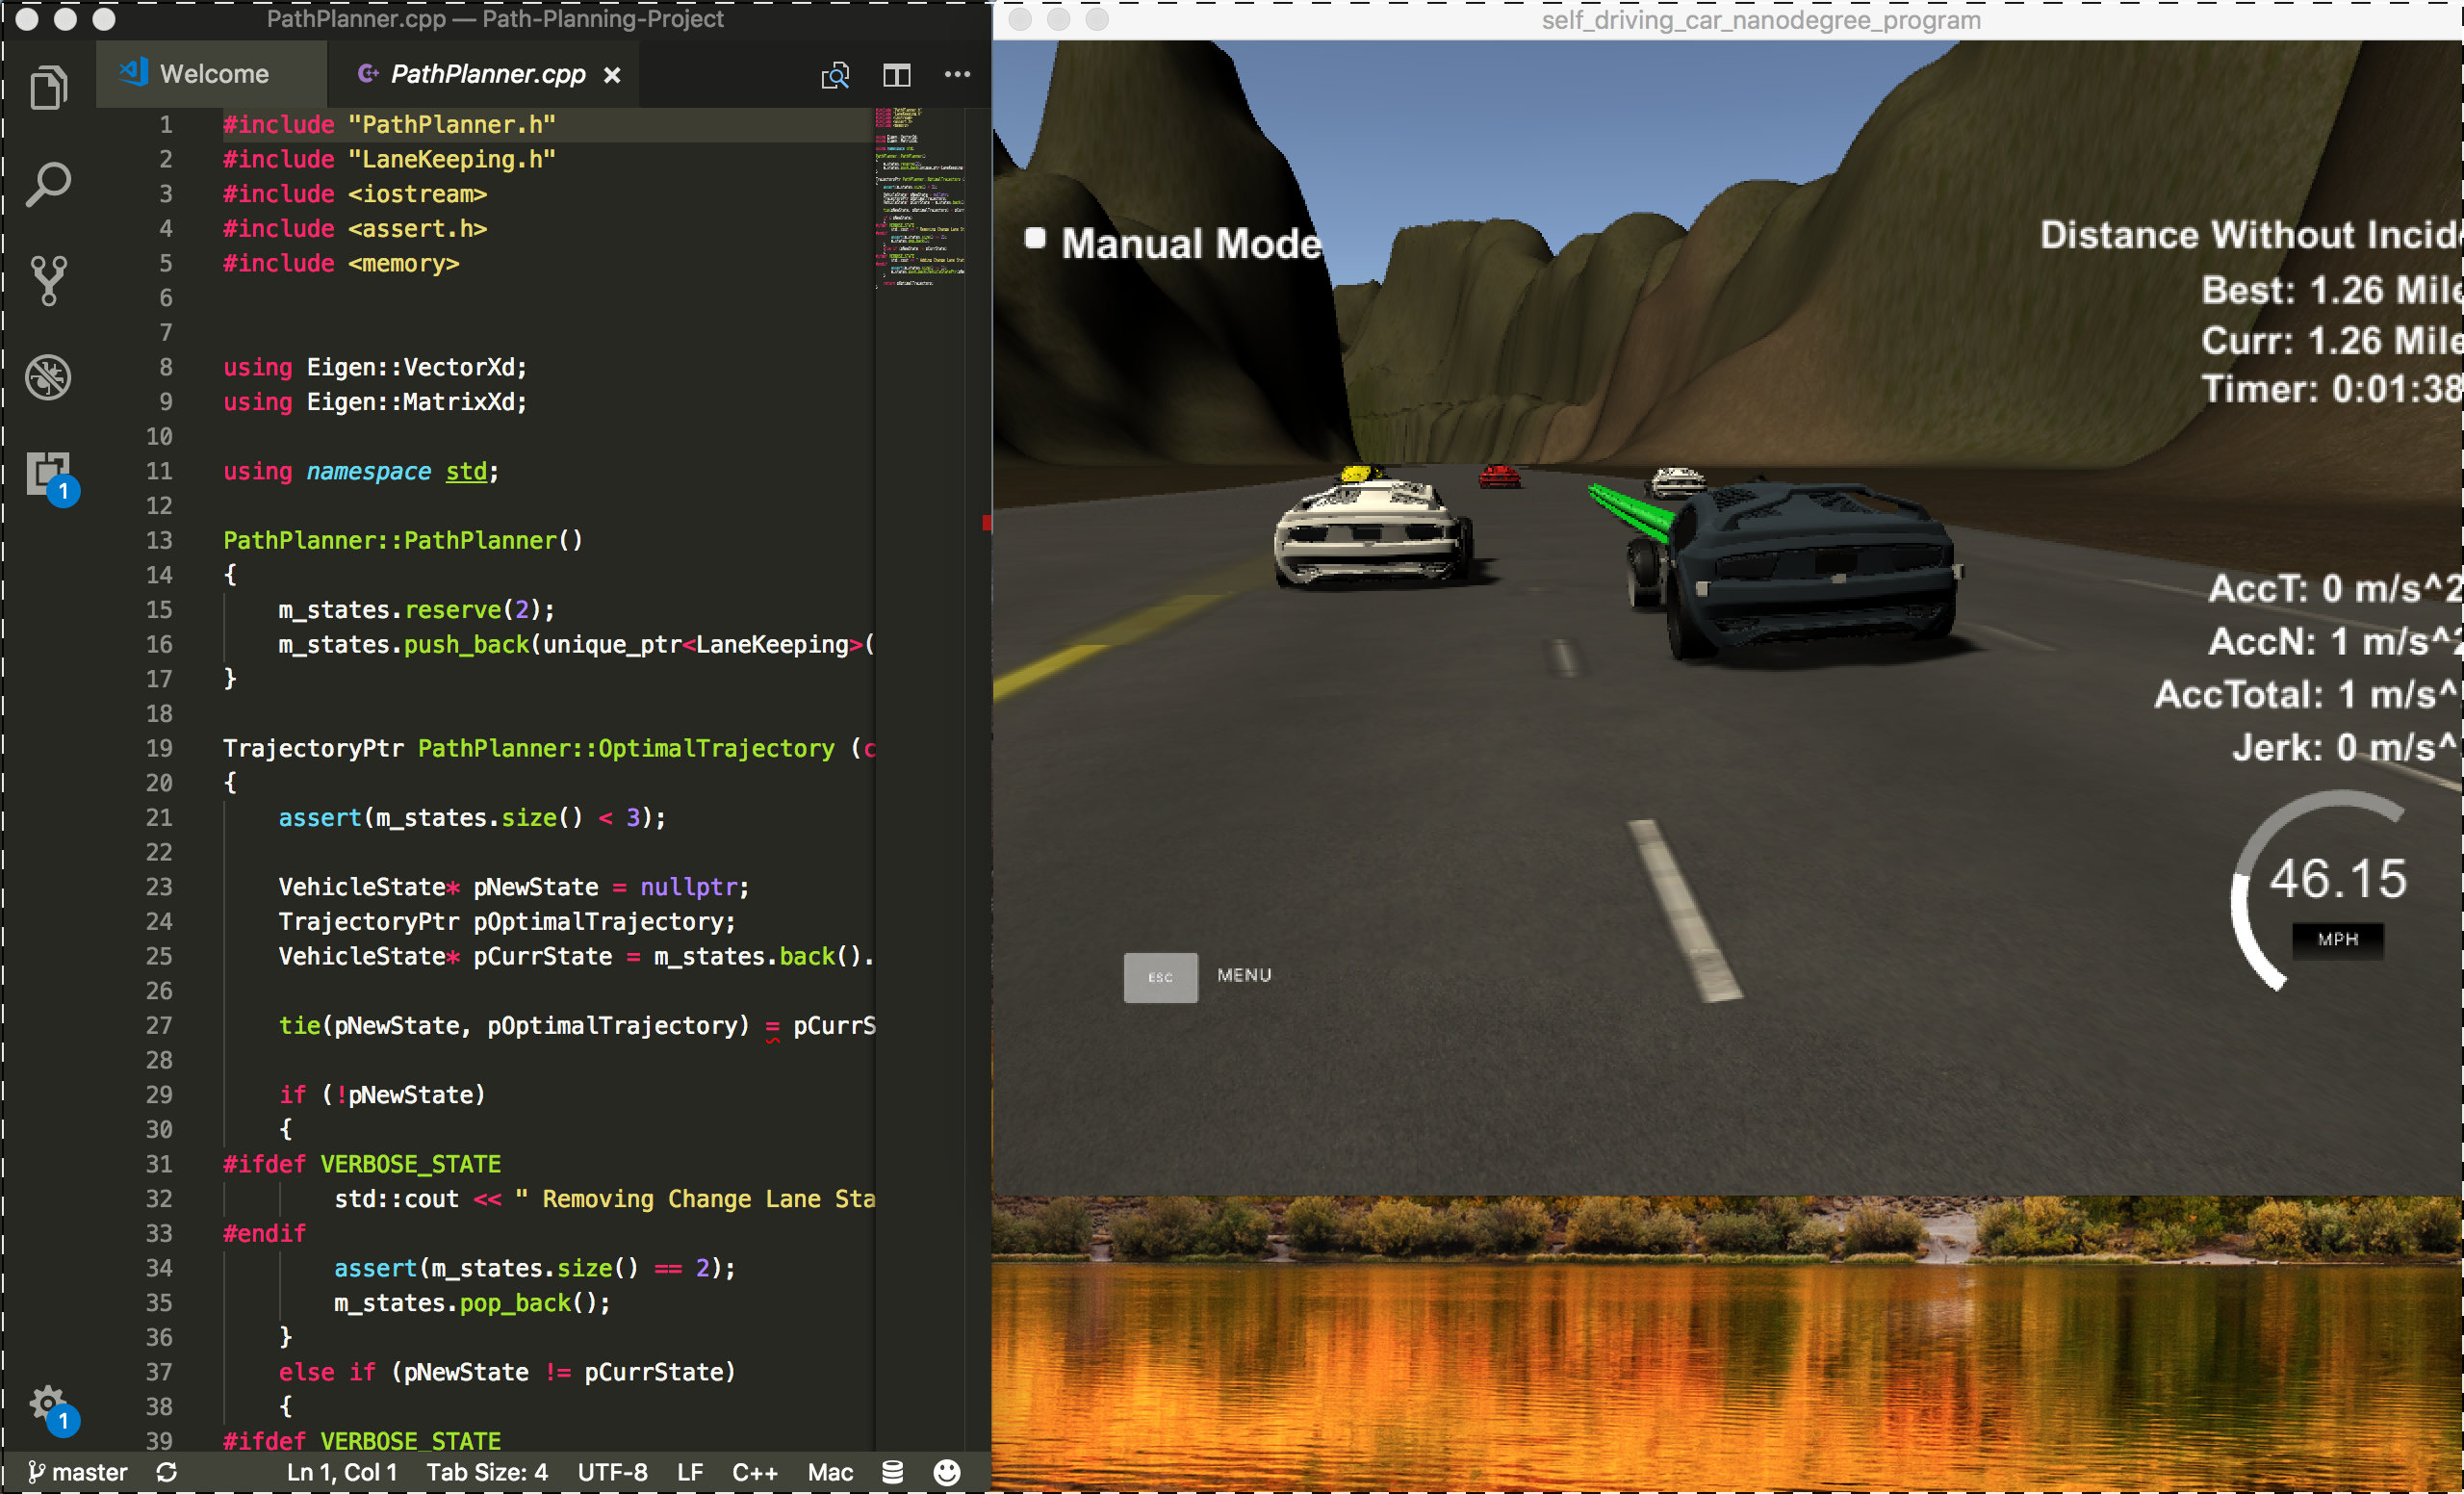 PathPlanner.cpp — Path-Planning-Project
Welcome
PathPlanner.cpp
1 #include "PathPlanner.h"
2 #include "LaneKeeping.h"
3 #include <iostream>
4 #include <assert.h>
5 #include <memory>
6
7
8 using Eigen::VectorXd;
9 using Eigen::MatrixXd;
10
11 using namespace std;
12
13 PathPlanner::PathPlanner()
14 {
15 m_states.reserve(2);
16 m_states.push_back(unique_ptr<LaneKeeping>(
17 }
18
19 TrajectoryPtr PathPlanner::OptimalTrajectory (c
20 {
21 assert(m_states.size() < 3);
22
23 VehicleState* pNewState = nullptr;
24 TrajectoryPtr pOptimalTrajectory;
25 VehicleState* pCurrState = m_states.back().
26
27 tie(pNewState, pOptimalTrajectory) = pCurrS
28
29 if (!pNewState)
30 {
31 #ifdef VERBOSE_STATE
32 std::cout << " Removing Change Lane Sta
33 #endif
34 assert(m_states.size() == 2);
35 m_states.pop_back();
36 }
37 else if (pNewState != pCurrState)
38 {
39 #ifdef VERBOSE_STATE
1
1
master Ln 1, Col 1 Tab Size: 4 UTF-8 LF C++ Mac
self_driving_car_nanodegree_program
Manual Mode
Distance Without Incid
Best: 1.26 Mile
Curr: 1.26 Mile
Timer: 0:01:38
AccT: 0 m/s^2
AccN: 1 m/s^2
AccTotal: 1 m/s^
Jerk: 0 m/s^
46.15
MPH
ESC MENU